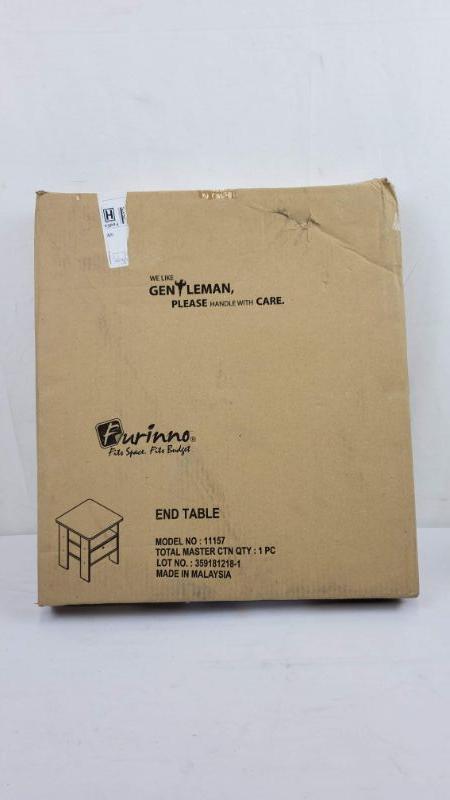 H
WE LIKE
GENTLEMAN,
PLEASE HANDLE WITH CARE.
Furinno®
Fits Space. Fits Budget
END TABLE
MODEL NO : 11157
TOTAL MASTER CTN QTY : 1 PC
LOT NO. : 359181218-1
MADE IN MALAYSIA